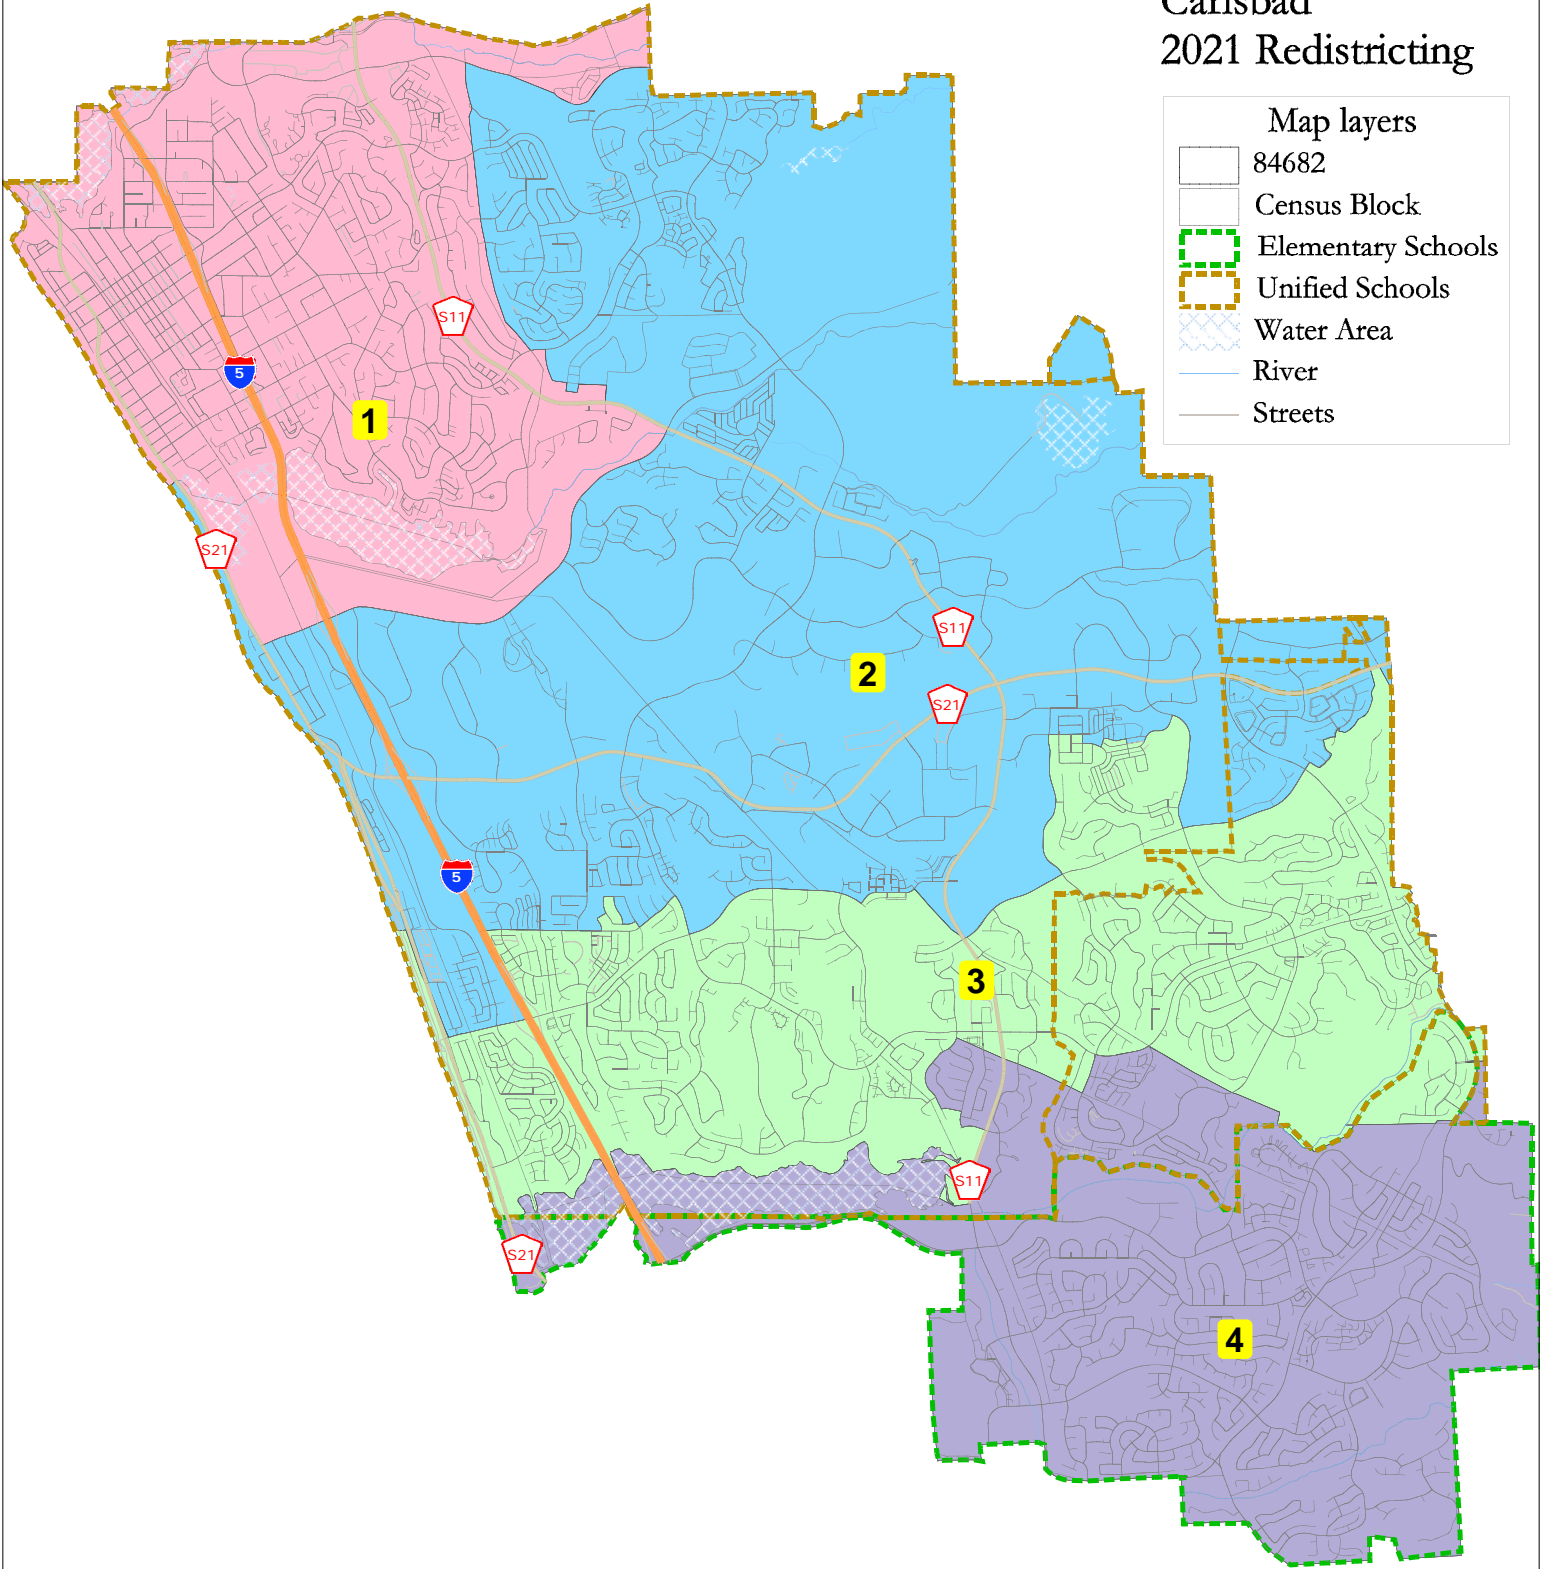 Carlsbad
2021 Redistricting
Map layers
84682
Census Block
Elementary Schools
Unified Schools
Water Area
River
Streets
S11
5
1
S21
S11
2
S21
5
3
S11
S21
4